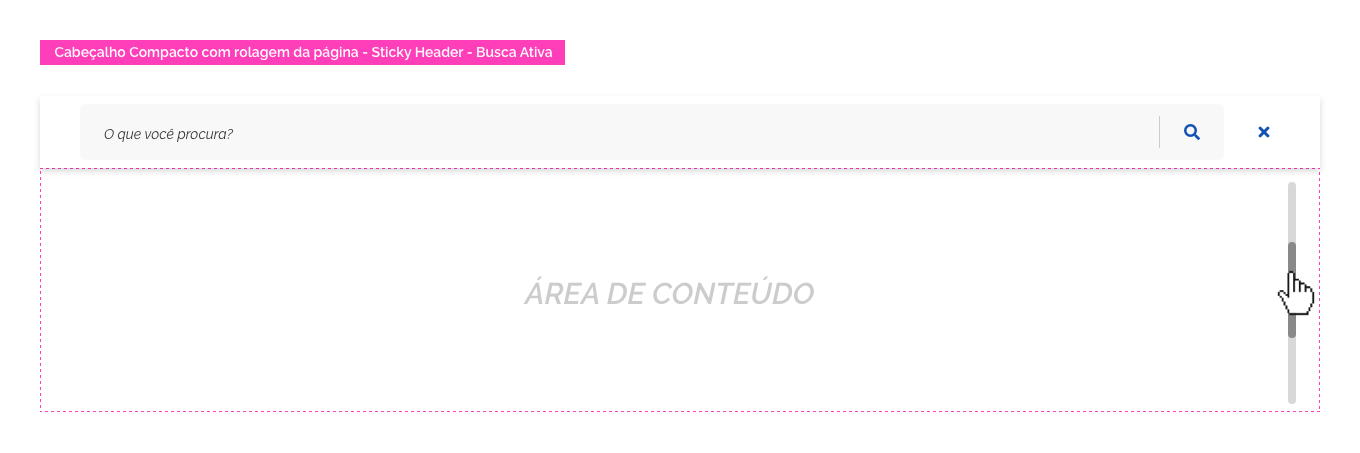 Cabeçalho Compacto com rolagem da página - Sticky Header - Busca Ativa
O que você procura?
ÁREA DE CONTEÚDO